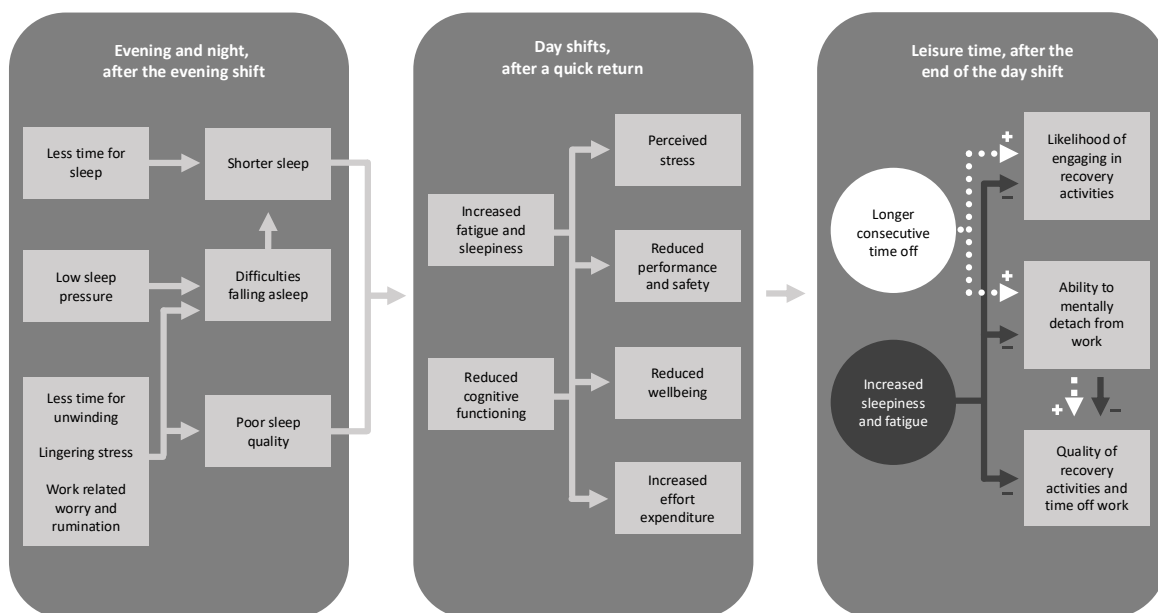 Evening and night,
after the evening shift
Less time for
sleep
Shorter sleep
Low sleep
pressure
Difficulties
falling asleep
Less time for
unwinding
Lingering stress
Work related
worry and
rumination
Poor sleep
quality
Day shifts,
after a quick return
Increased
fatigue and
sleepiness
Reduced
cognitive
functioning
Perceived
stress
Reduced
performance
and safety
Reduced
wellbeing
Increased
effort
expenditure
Leisure time, after the
end of the day shift
Longer
consecutive
time off
Increased
sleepiness
and fatigue
+
Likelihood of
engaging in
recovery
activities
–
+
Ability to
mentally
detach from
work
–
+
–
Quality of
recovery
activities and
time off work
–